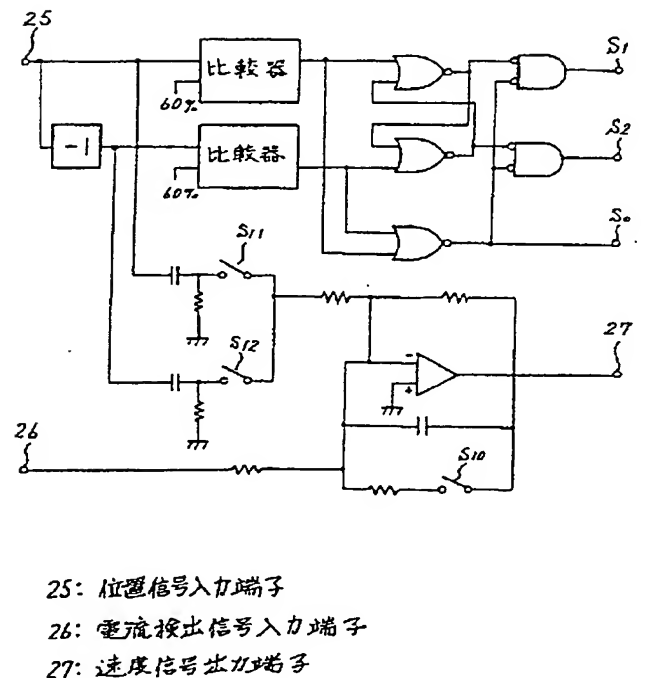 25
比較器
60%
S1
-1
比較器
60%
S2
S0
S11
S12
27
-
+
26
S10
25: 位置信号入力端子
26: 電流検出信号入力端子
27: 速度信号出力端子